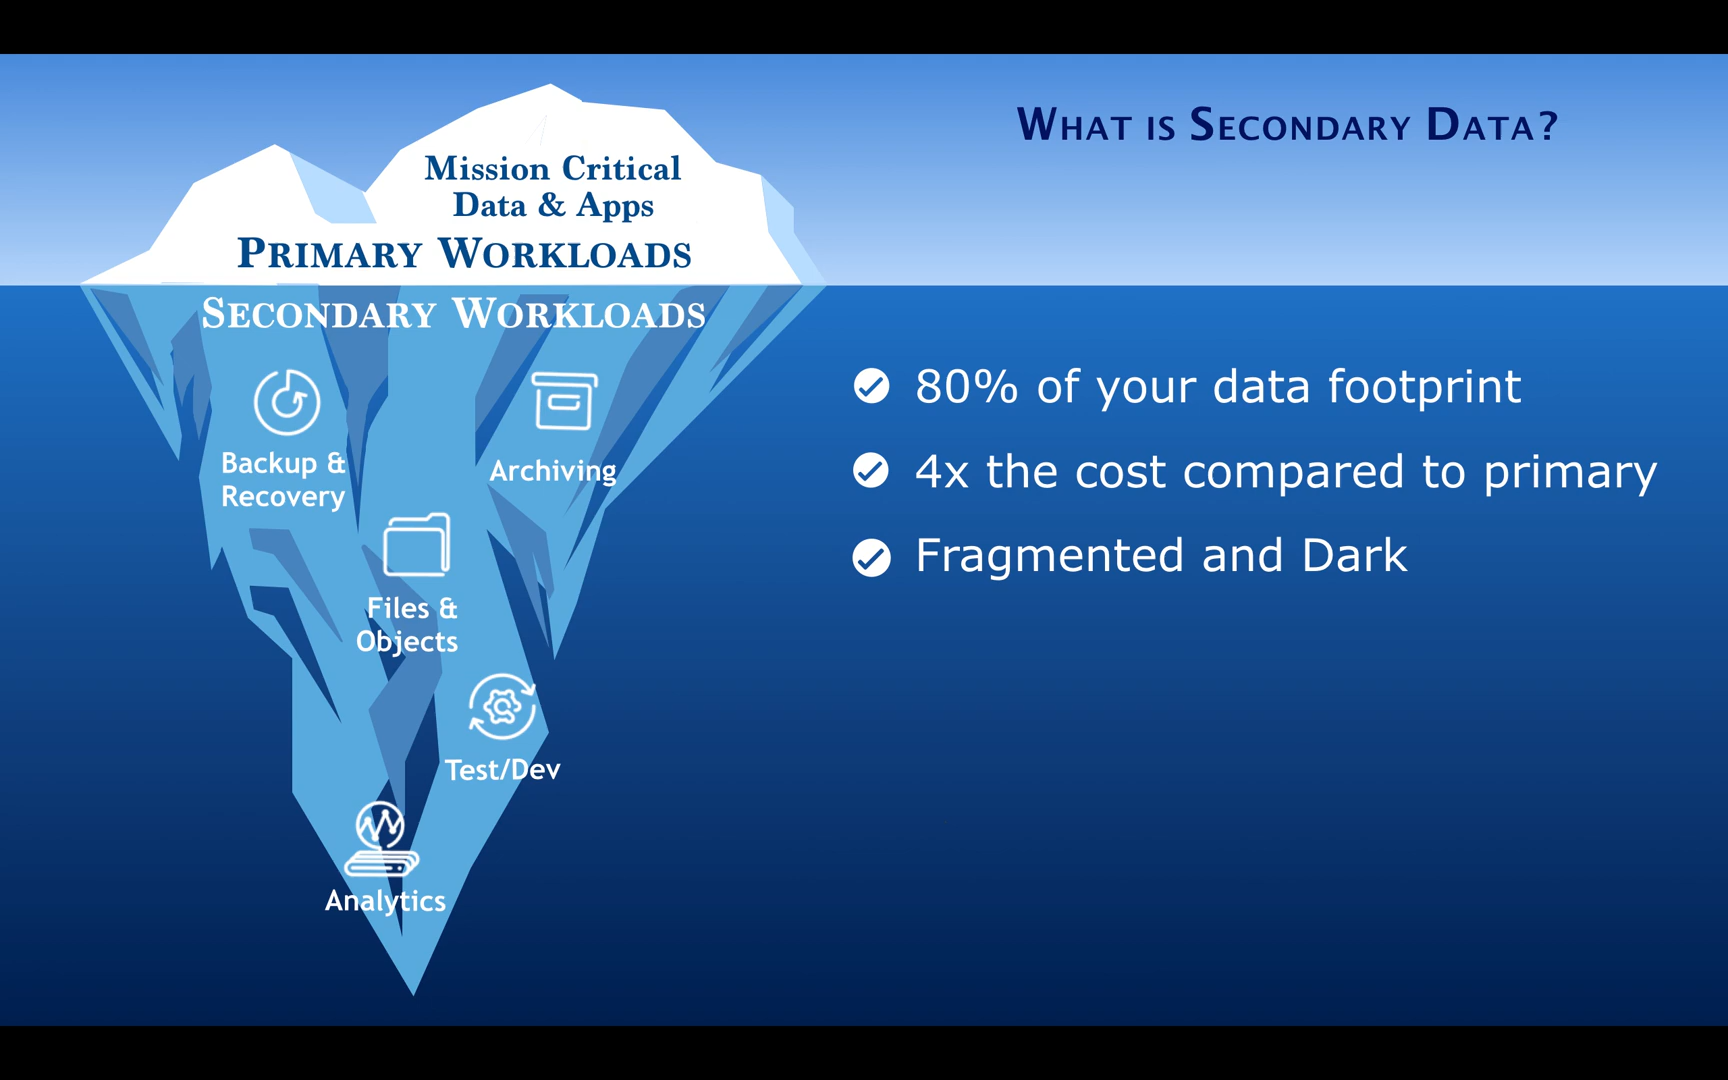 What is Secondary Data?
Mission Critical
Data & Apps
Primary Workloads
Secondary Workloads
Backup &
Recovery
Archiving
Files &
Objects
Test/Dev
Analytics
80% of your data footprint
4x the cost compared to primary
Fragmented and Dark